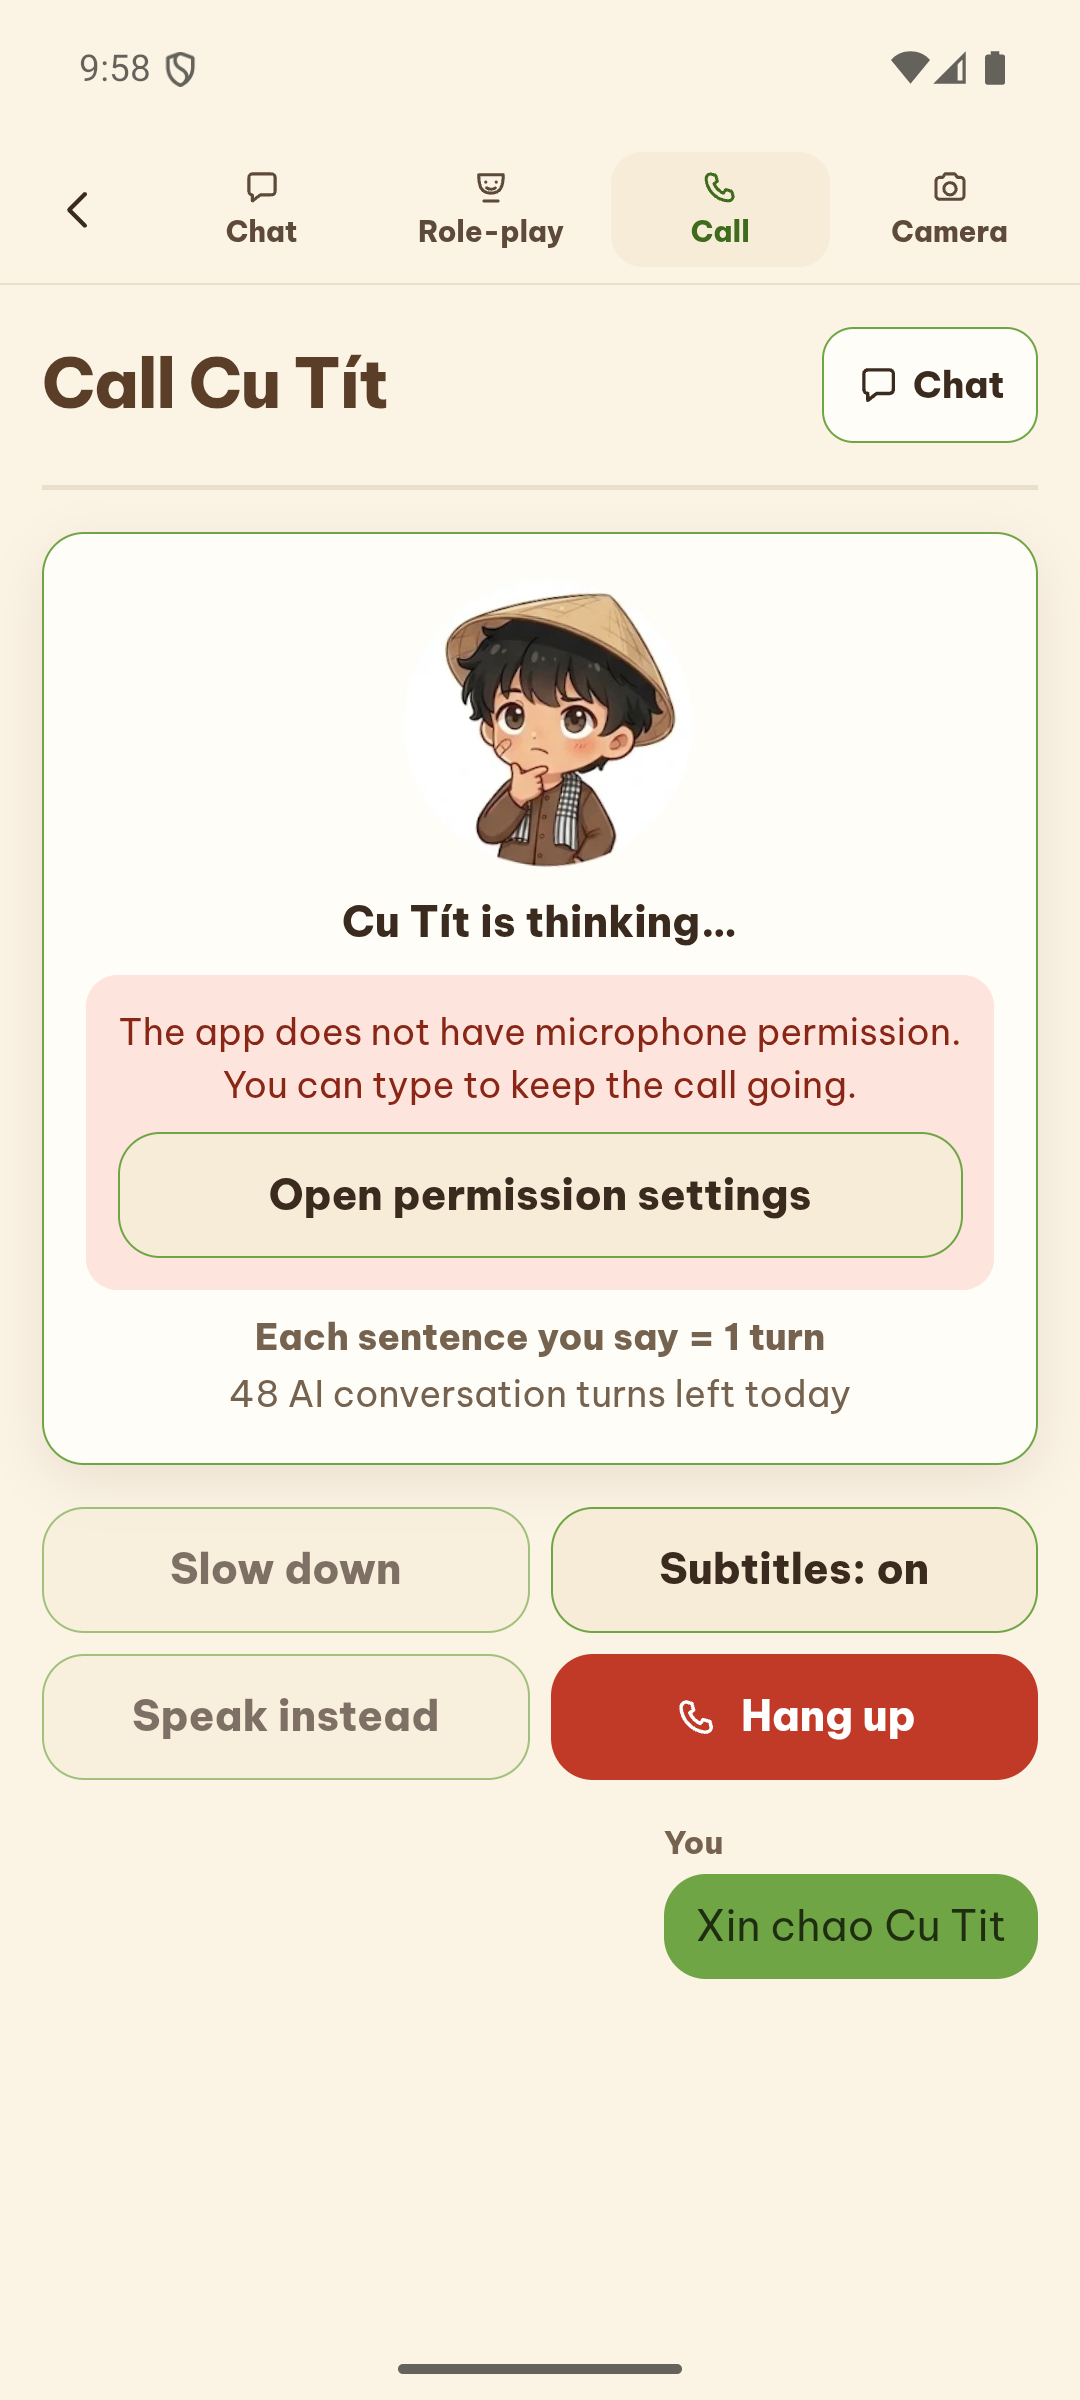 9:58
Chat
Role-play
Call
Camera
Call Cu Tít
Chat
Cu Tít is thinking...
The app does not have microphone permission.
You can type to keep the call going.
Open permission settings
Each sentence you say = 1 turn
48 AI conversation turns left today
Slow down
Subtitles: on
Speak instead
Hang up
You
Xin chao Cu Tit